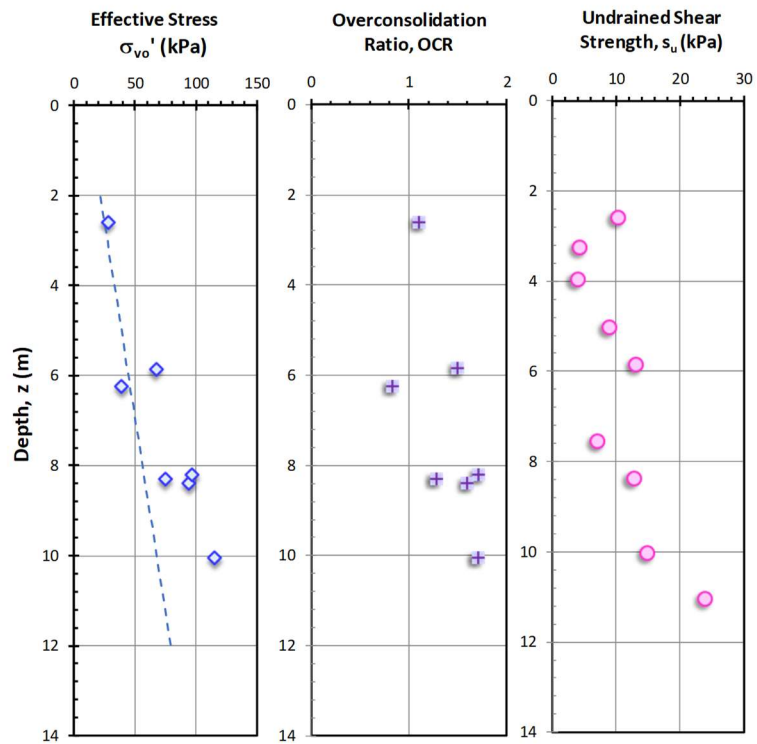 Effective Stress
σvo' (kPa)
0 50 100 150
0
2
4
6
8
10
12
14
Depth, z (m)
Overconsolidation
Ratio, OCR
0 1 2
0
2
4
6
8
10
12
14
Undrained Shear
Strength, su (kPa)
0 10 20 30
0
2
4
6
8
10
12
14